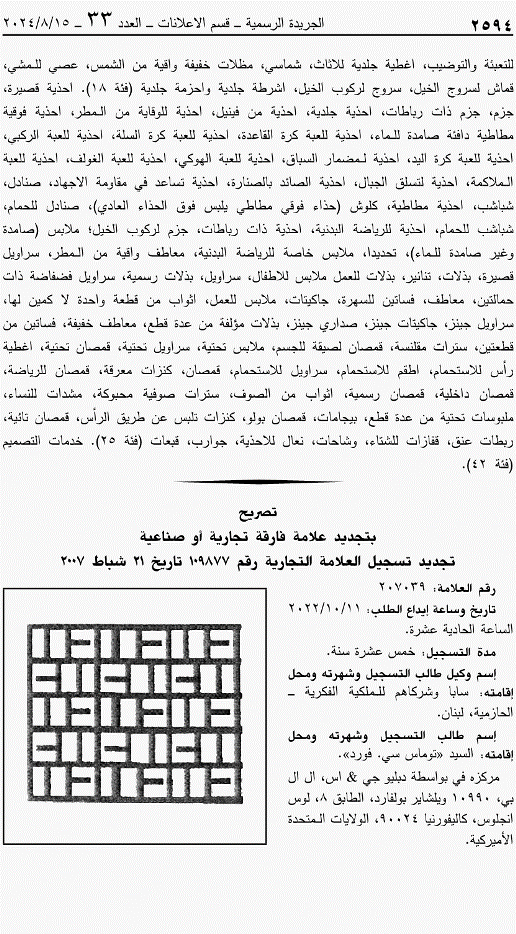 ٢٥٩٤
الجريدة الرسمية ـ قسم الاعلانات ـ العدد ٣٣ ـ ٢٠٢٤/٨/١٥
للتعبئة والتوضيب، اغطية جلدية للاثاث، شماسي، مظلات خفيفة واقية من الشمس، عصي للمشي،
قماش لسروج الخيل، سروج لركوب الخيل، اشرطة جلدية واحزمة جلدية (فئة ١٨). احذية قصيرة،
جزم، جزم ذات رباطات، احذية جلدية، احذية من فينيل، احذية للوقاية من المطر، احذية فوقية
مطاطية دافئة صامدة للماء، احذية للعبة كرة القاعدة، احذية للعبة كرة السلة، احذية للعبة الركبي،
احذية للعبة كرة اليد، احذية لمضمار السباق، احذية للعبة الهوكي، احذية للعبة الغولف، احذية للعبة
الملاكمة، احذية لتسلق الجبال، احذية الصائد بالصنارة، احذية تساعد في مقاومة الاجهاد، صنادل،
شباشب، احذية مطاطية، كلوش (حذاء فوقي مطاطي يلبس فوق الحذاء العادي)، صنادل للحمام،
شباشب للحمام، احذية للرياضة البدنية، احذية ذات رباطات، جزم لركوب الخيل؛ ملابس (صامدة
وغير صامدة للماء)، تحديدا، ملابس خاصة للرياضة البدنية، معاطف واقية من المطر، سراويل
قصيرة، بذلات، تنانير، بذلات للعمل ملابس للاطفال، سراويل، بذلات رسمية، سراويل فضفاضة ذات
حمالتين، معاطف، فساتين للسهرة، جاكيتات، ملابس للعمل، اثواب من قطعة واحدة لا كمين لها،
سراويل جينز، جاكيتات جينز، صداري جينز، بذلات مؤلفة من عدة قطع، معاطف خفيفة، فساتين من
قطعتين، سترات مقلنسة، قمصان لصيقة للجسم، ملابس تحتية، سراويل تحتية، قمصان تحتية، اغطية
رأس للاستحمام، اطقم للاستحمام، سراويل للاستحمام، قمصان، كنزات معرقة، قمصان للرياضة،
قمصان داخلية، قمصان رسمية، اثواب من الصوف، سترات صوفية محبوكة، مشدات للنساء،
ملبوسات تحتية من عدة قطع، بيجامات، قمصان بولو، كنزات تلبس عن طريق الرأس، قمصان تائية،
ربطات عنق، قفازات للشتاء، وشاحات، نعال للاحذية، جوارب، قبعات (فئة ٢٥). خدمات التصميم
(فئة ٤٢).
تصريح
بتجديد علامة فارقة تجارية أو صناعية
تجديد تسجيل العلامة التجارية رقم ١٠٩٨٧٧ تاريخ ٢١ شباط ٢٠٠٧
رقم العلامة: ٢٠٧٠٣٩
تاريخ وساعة إيداع الطلب: ٢٠٢٢/١٠/١١
الساعة الحادية عشرة.
مدة التسجيل: خمس عشرة سنة.
إسم وكيل طالب التسجيل وشهرته ومحل
إقامته: سابا وشركاهم للملكية الفكرية ـ
الحازمية، لبنان.
إسم طالب التسجيل وشهرته ومحل
إقامته: السيد «توماس سي. فورد».
مركزه في بواسطة دبليو جي & اس، ال ال
بي، ١٠٩٩٠ ويلشاير بولفارد، الطابق ٨، لوس
انجلوس، كاليفورنيا ٩٠٠٢٤، الولايات المتحدة
الأميركية.